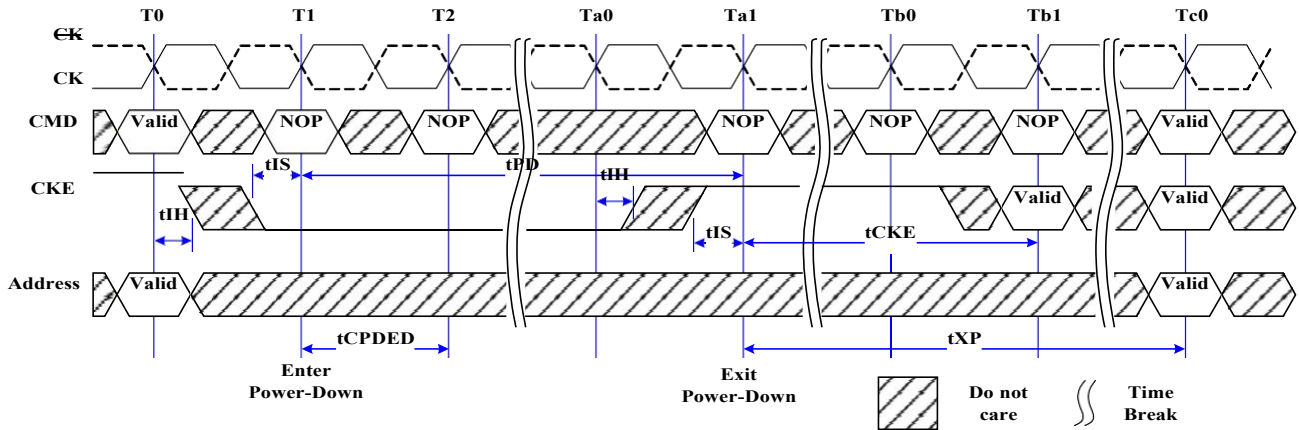 T0 T1 T2 Ta0 Ta1 Tb0 Tb1 Tc0
CK
CK
CMD Valid NOP NOP NOP NOP NOP Valid
tIS tPD tIH
CKE Valid Valid
tIH tIS tCKE
Address Valid Valid
tCPDED tXP
Enter
Power-Down
Exit
Power-Down
Do not
care
Time
Break